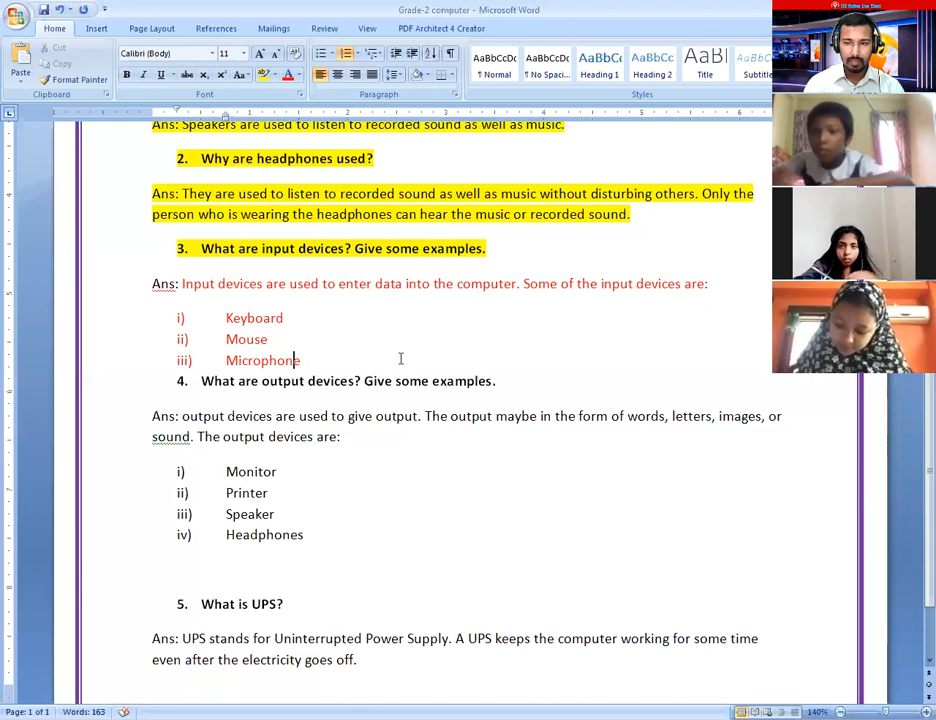 Grade-2 computer - Microsoft Word
Home Insert Page Layout References Mailings Review View PDF Architect 4 Creator
Cut
Copy
Paste
Format Painter
Calibri (Body) 11
AaBbCcDc AaBbCcDc AaBbCc AaBbCc AaBb AaBbCcL
¶ Normal ¶ No Spaci... Heading 1 Heading 2 Title Subtitle
Clipboard Font Paragraph Styles
Ans: Speakers are used to listen to recorded sound as well as music.
2. Why are headphones used?
Ans: They are used to listen to recorded sound as well as music without disturbing others. Only the
person who is wearing the headphones can hear the music or recorded sound.
3. What are input devices? Give some examples.
Ans: Input devices are used to enter data into the computer. Some of the input devices are:
i) Keyboard
ii) Mouse
iii) Microphone
4. What are output devices? Give some examples.
Ans: output devices are used to give output. The output maybe in the form of words, letters, images, or
sound. The output devices are:
i) Monitor
ii) Printer
iii) Speaker
iv) Headphones
5. What is UPS?
Ans: UPS stands for Uninterrupted Power Supply. A UPS keeps the computer working for some time
even after the electricity goes off.
Page: 1 of 1 Words: 163 140%